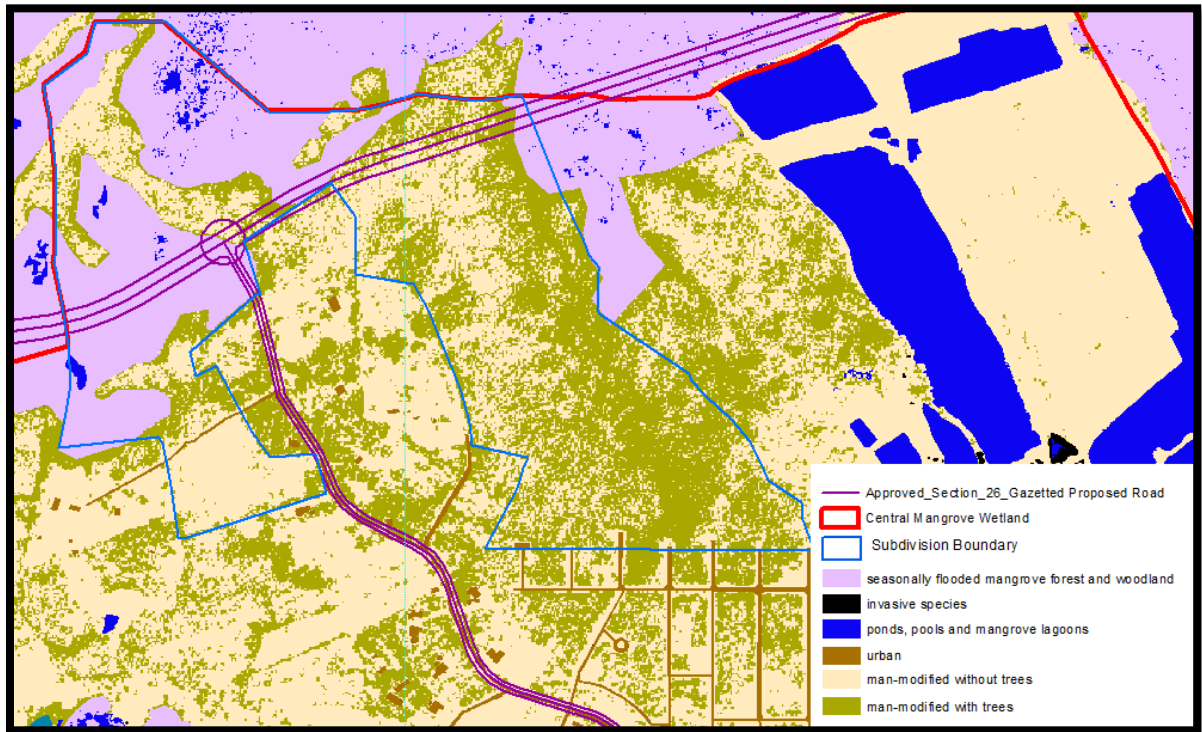 Approved_Section_26_Gazetted Proposed Road
Central Mangrove Wetland
Subdivision Boundary
seasonally flooded mangrove forest and woodland
invasive species
ponds, pools and mangrove lagoons
urban
man-modified without trees
man-modified with trees